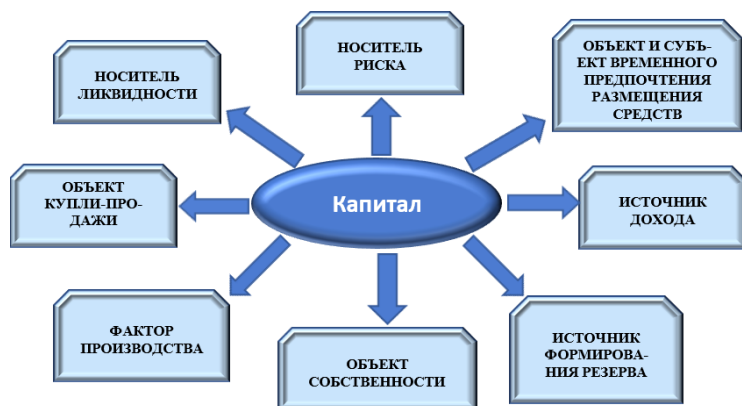 НОСИТЕЛЬ
ЛИКВИДНОСТИ
НОСИТЕЛЬ
РИСКА
ОБЪЕКТ И СУБЪ-
ЕКТ ВРЕМЕННОГО
ПРЕДПОЧТЕНИЯ
РАЗМЕЩЕНИЯ
СРЕДСТВ
ОБЪЕКТ
КУПЛИ-ПРО-
ДАЖИ
Капитал
ИСТОЧНИК
ДОХОДА
ФАКТОР
ПРОИЗВОДСТВА
ОБЪЕКТ
СОБСТВЕННОСТИ
ИСТОЧНИК
ФОРМИРОВА-
НИЯ РЕЗЕРВА